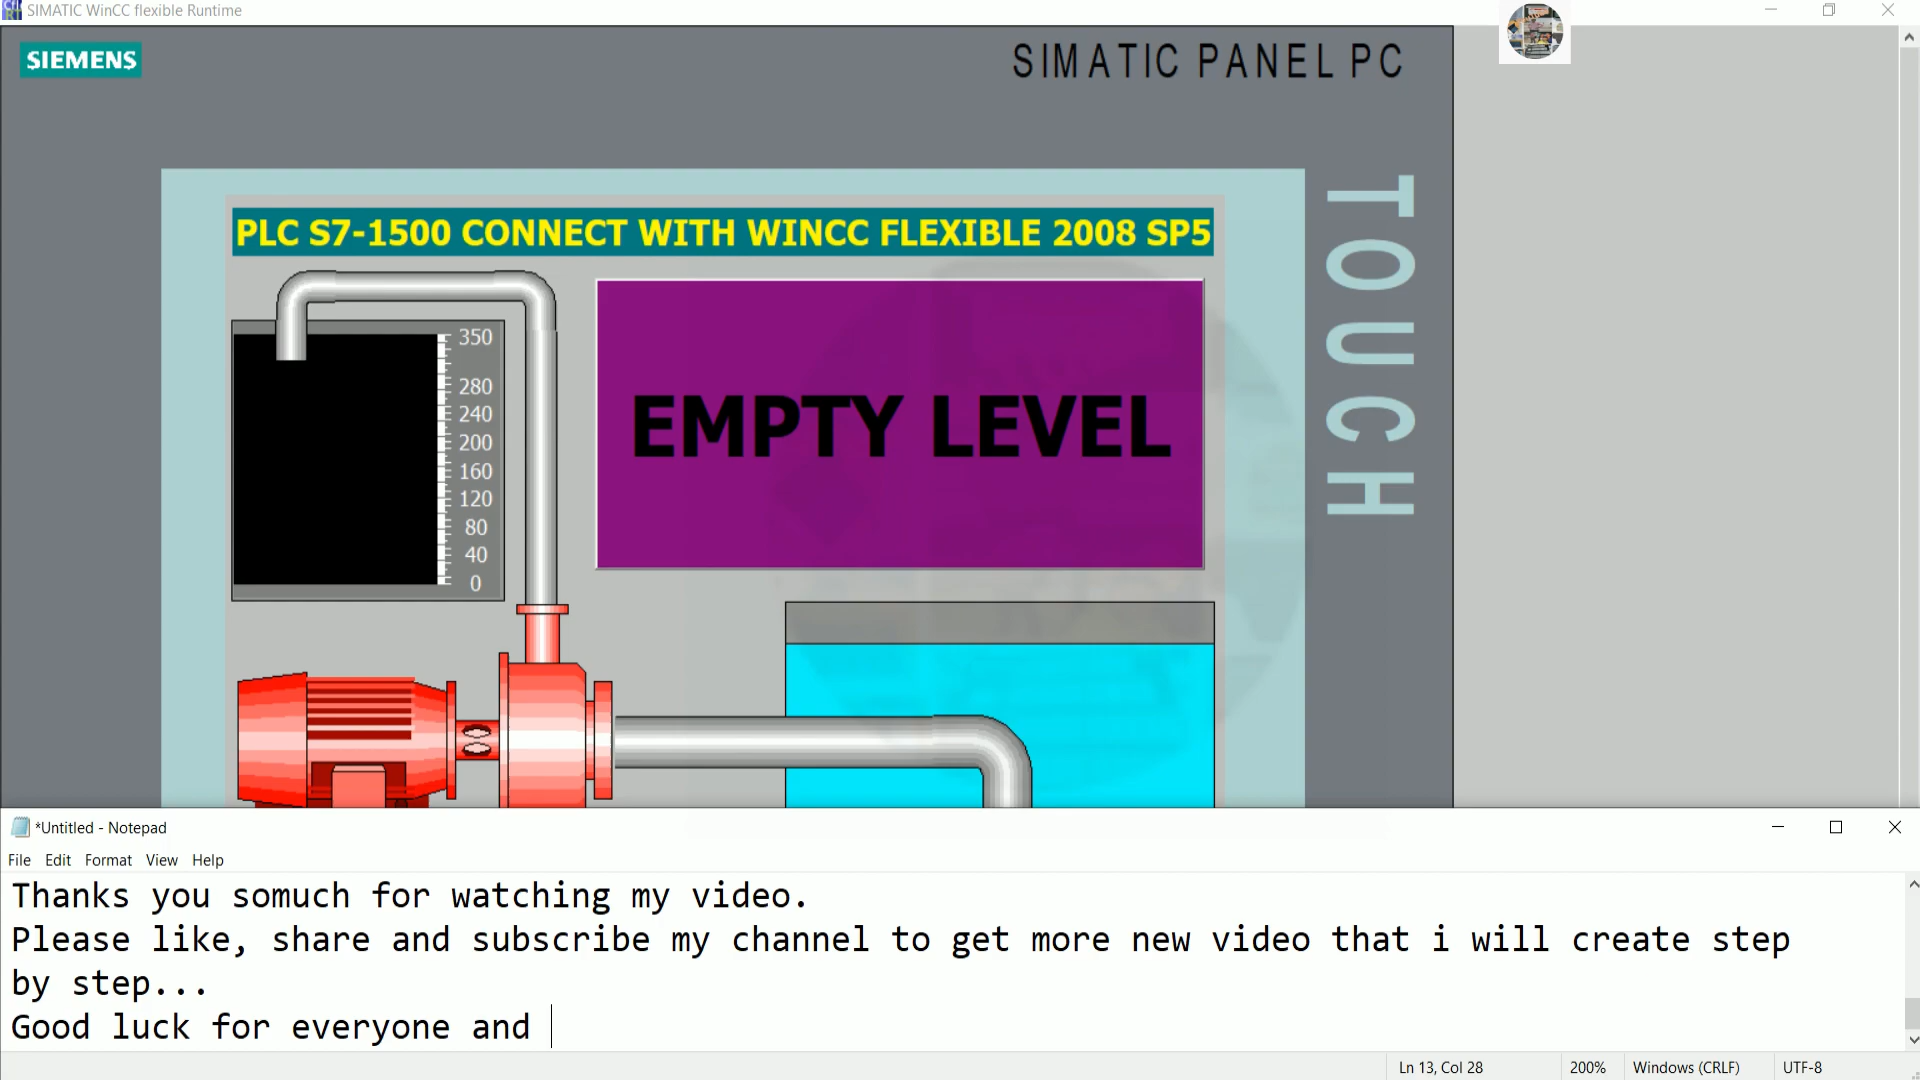 SIMATIC WinCC flexible Runtime
SIEMENS
SIMATIC PANEL PC
TOUCH
PLC S7-1500 CONNECT WITH WINCC FLEXIBLE 2008 SP5
350
280
240
200
160
120
80
40
0
EMPTY LEVEL
*Untitled - Notepad
File Edit Format View Help
Thanks you somuch for watching my video.
Please like, share and subscribe my channel to get more new video that i will create step
by step...
Good luck for everyone and
Ln 13, Col 28 200% Windows (CRLF) UTF-8